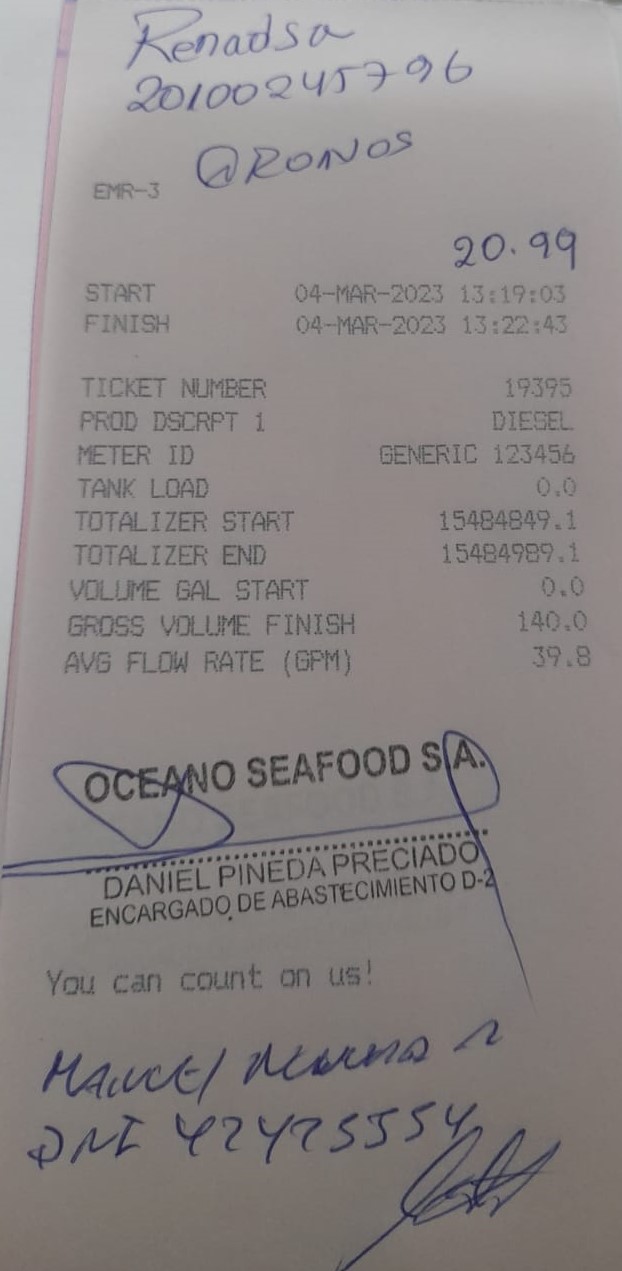 Renadsa
20100245796
@RONOS
EMR-3
20.99
START 04-MAR-2023 13:19:03
FINISH 04-MAR-2023 13:22:43
TICKET NUMBER 19395
PROD DSCRPT 1 DIESEL
METER ID GENERIC 123456
TANK LOAD 0.0
TOTALIZER START 15484849.1
TOTALIZER END 15484989.1
VOLUME GAL START 0.0
GROSS VOLUME FINISH 140.0
AVG FLOW RATE (GPM) 39.8
OCEANO SEAFOOD S.A.
DANIEL PINEDA PRECIADO
ENCARGADO DE ABASTECIMIENTO D-2
You can count on us!
DNI